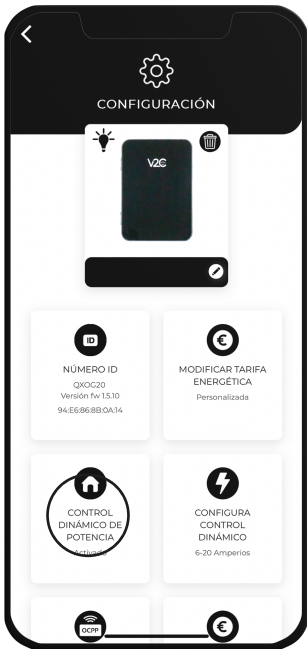 CONFIGURACIÓN
V2C
NÚMERO ID
QXOG20
Versión fw 1.5.10
94:E6:86:8B:0A:14
MODIFICAR TARIFA
ENERGÉTICA
Personalizada
CONTROL
DINÁMICO DE
POTENCIA
Activado
CONFIGURA
CONTROL
DINÁMICO
6-20 Amperios
OCPP